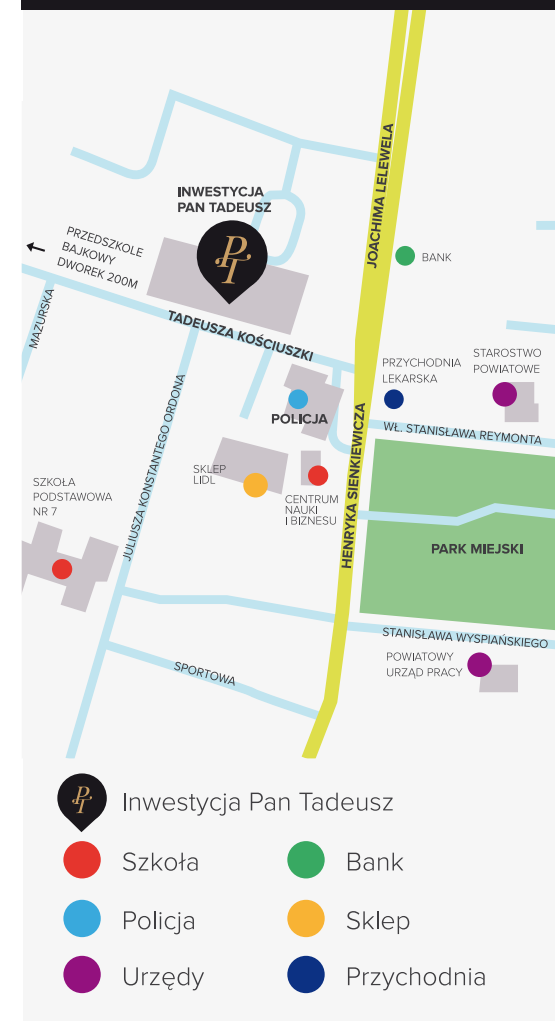 JOACHIMA LELEWELA
INWESTYCJA
PAN TADEUSZ
PT
PRZEDSZKOLE
BAJKOWY
DWOREK 200M
BANK
MAZURSKA
TADEUSZA KOŚCIUSZKI
PRZYCHODNIA
LEKARSKA
STAROSTWO
POWIATOWE
JULIUSZA KONSTANTEGO ORDONA
POLICJA
WŁ. STANISŁAWA REYMONTA
HENRYKA SIENKIEWICZA
SKLEP
LIDL
CENTRUM
NAUKI
I BIZNESU
SZKOŁA
PODSTAWOWA
NR 7
PARK MIEJSKI
STANISŁAWA WYSPIAŃSKIEGO
POWIATOWY
URZĄD PRACY
SPORTOWA
PT
Inwestycja Pan Tadeusz
Szkoła
Bank
Policja
Sklep
Urzędy
Przychodnia